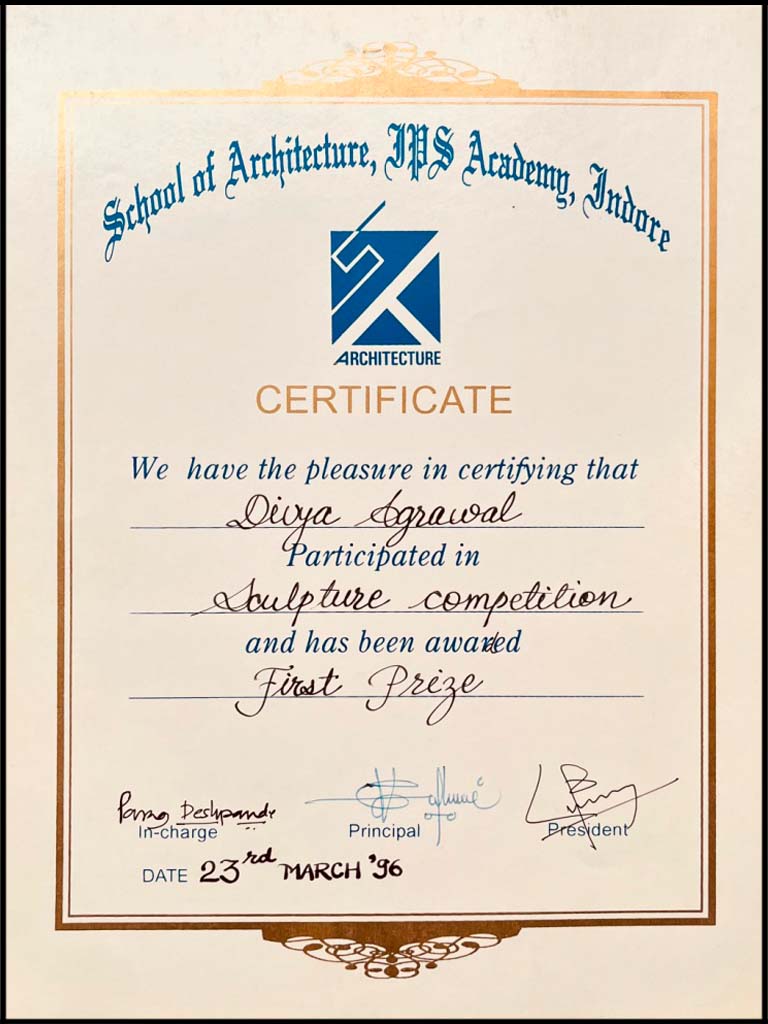 School of Architecture, IPS Academy, Indore
ARCHITECTURE
CERTIFICATE
We have the pleasure in certifying that
Divya Agrawal
Participated in
Sculpture competition
and has been awarded
First Prize
Deshpande
In-charge Principal President
DATE 23rd MARCH '96